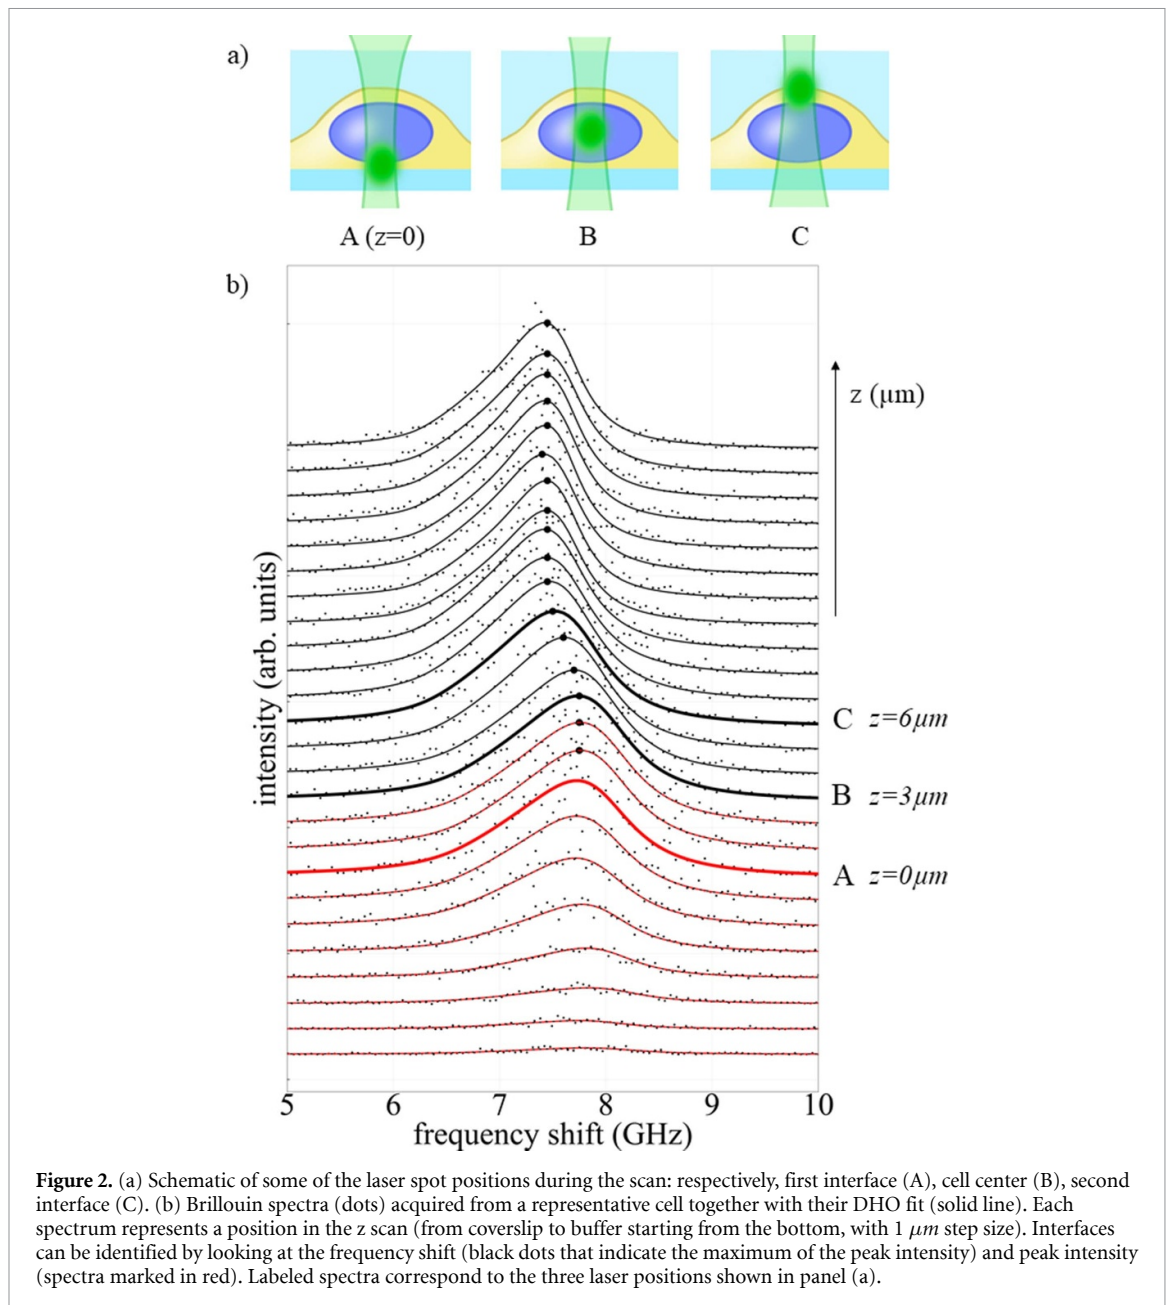 a)
A (z=0)
B
C
b)
z (µm)
intensity (arb. units)
C z=6µm
B z=3µm
A z=0µm
5 6 7 8 9 10
frequency shift (GHz)
Figure 2. (a) Schematic of some of the laser spot positions during the scan: respectively, first interface (A), cell center (B), second
interface (C). (b) Brillouin spectra (dots) acquired from a representative cell together with their DHO fit (solid line). Each
spectrum represents a position in the z scan (from coverslip to buffer starting from the bottom, with 1 µm step size). Interfaces
can be identified by looking at the frequency shift (black dots that indicate the maximum of the peak intensity) and peak intensity
(spectra marked in red). Labeled spectra correspond to the three laser positions shown in panel (a).